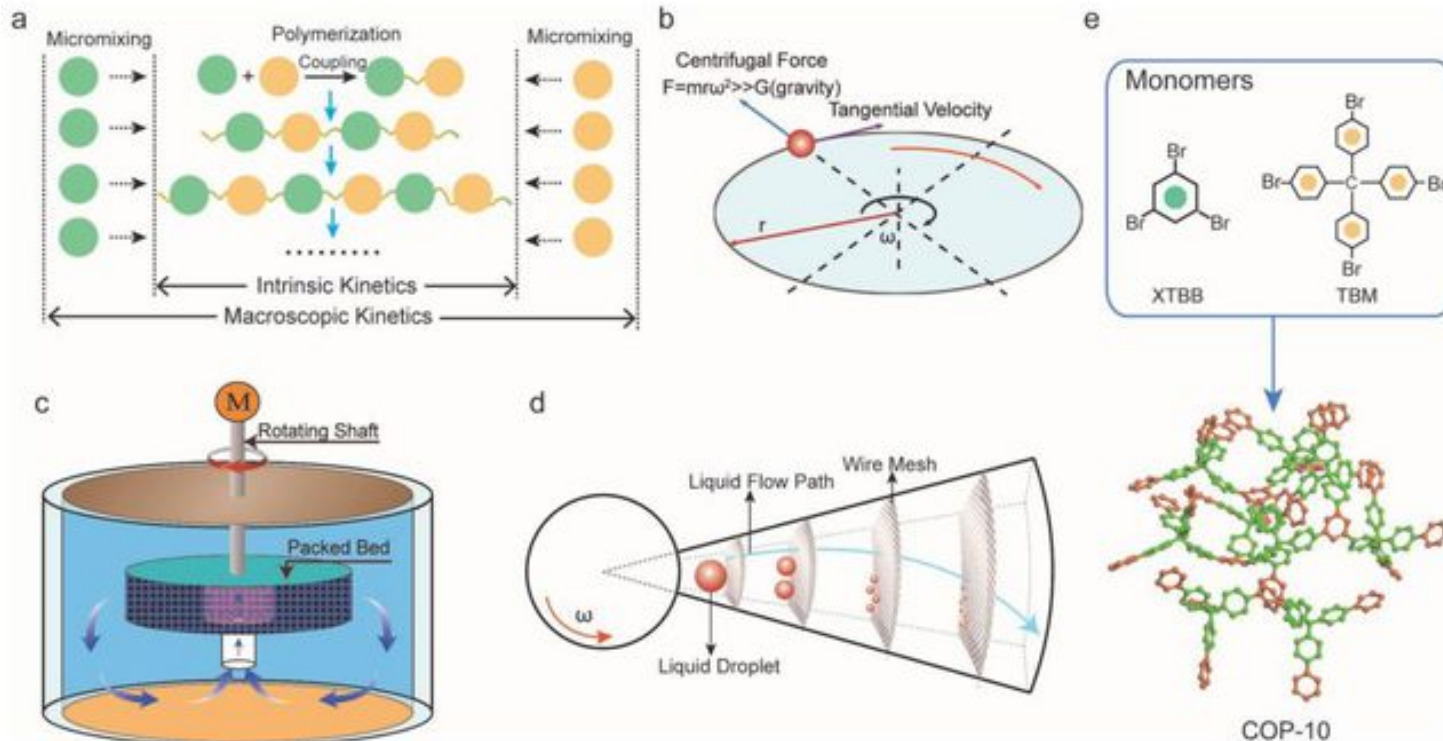 a
Micromixing
Polymerization
Micromixing
Coupling
+
.........
Intrinsic Kinetics
Macroscopic Kinetics
b
Centrifugal Force
F=mrω²>>G(gravity)
Tangential Velocity
r
ω
c
M
Rotating Shaft
Packed Bed
d
Liquid Flow Path
Wire Mesh
ω
Liquid Droplet
e
Monomers
Br
Br
Br
XTBB
Br
Br
C
Br
Br
TBM
COP-10